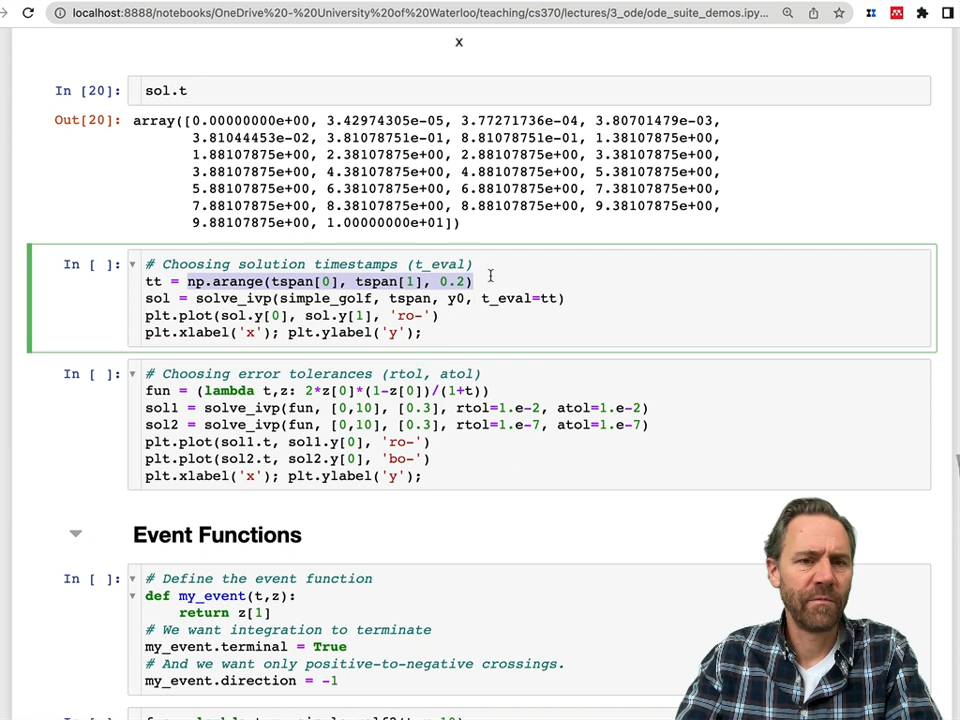 localhost:8888/notebooks/OneDrive%20-%20University%20of%20Waterloo/teaching/cs370/lectures/3_ode/ode_suite_demos.ipy...
x
In [20]: sol.t
Out[20]: array([0.00000000e+00, 3.42974305e-05, 3.77271736e-04, 3.80701479e-03,
3.81044453e-02, 3.81078751e-01, 8.81078751e-01, 1.38107875e+00,
1.88107875e+00, 2.38107875e+00, 2.88107875e+00, 3.38107875e+00,
3.88107875e+00, 4.38107875e+00, 4.88107875e+00, 5.38107875e+00,
5.88107875e+00, 6.38107875e+00, 6.88107875e+00, 7.38107875e+00,
7.88107875e+00, 8.38107875e+00, 8.88107875e+00, 9.38107875e+00,
9.88107875e+00, 1.00000000e+01])
In [ ]: # Choosing solution timestamps (t_eval)
tt = np.arange(tspan[0], tspan[1], 0.2)
sol = solve_ivp(simple_golf, tspan, y0, t_eval=tt)
plt.plot(sol.y[0], sol.y[1], 'ro-')
plt.xlabel('x'); plt.ylabel('y');
In [ ]: # Choosing error tolerances (rtol, atol)
fun = (lambda t,z: 2*z[0]*(1-z[0])/(1+t))
sol1 = solve_ivp(fun, [0,10], [0.3], rtol=1.e-2, atol=1.e-2)
sol2 = solve_ivp(fun, [0,10], [0.3], rtol=1.e-7, atol=1.e-7)
plt.plot(sol1.t, sol1.y[0], 'ro-')
plt.plot(sol2.t, sol2.y[0], 'bo-')
plt.xlabel('x'); plt.ylabel('y');
Event Functions
In [ ]: # Define the event function
def my_event(t,z):
return z[1]
# We want integration to terminate
my_event.terminal = True
# And we want only positive-to-negative crossings.
my_event.direction = -1